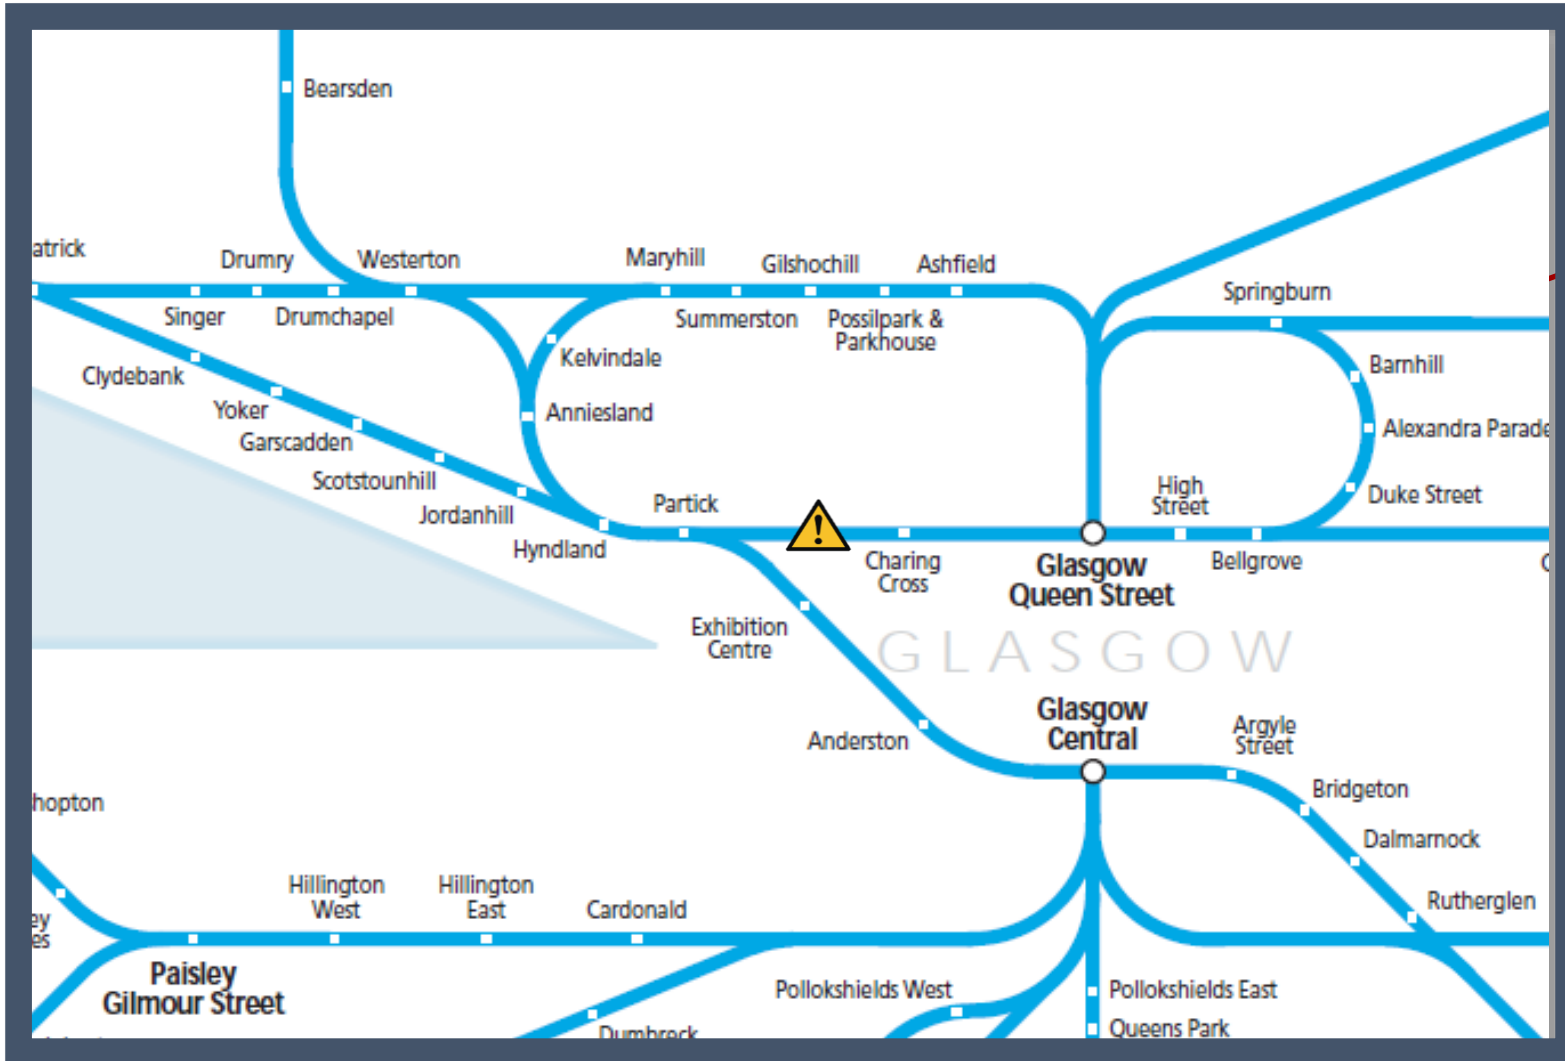 Bearsden
atrick
Drumry
Westerton
Maryhill
Gilshochill
Ashfield
Springburn
Singer
Drumchapel
Summerston
Possilpark &
Parkhouse
Kelvindale
Barnhill
Clydebank
Yoker
Anniesland
Alexandra Parade
Garscadden
Scotstounhill
Jordanhill
Hyndland
Partick
High
Street
Duke Street
!
Charing
Cross
Glasgow
Queen Street
Bellgrove
Exhibition
Centre
GLASGOW
Anderston
Glasgow
Central
Argyle
Street
Bridgeton
Dalmarnock
Rutherglen
hopton
Hillington
West
Hillington
East
Cardonald
ey
es
Paisley
Gilmour Street
Pollokshields West
Pollokshields East
Dumbreck
Queens Park